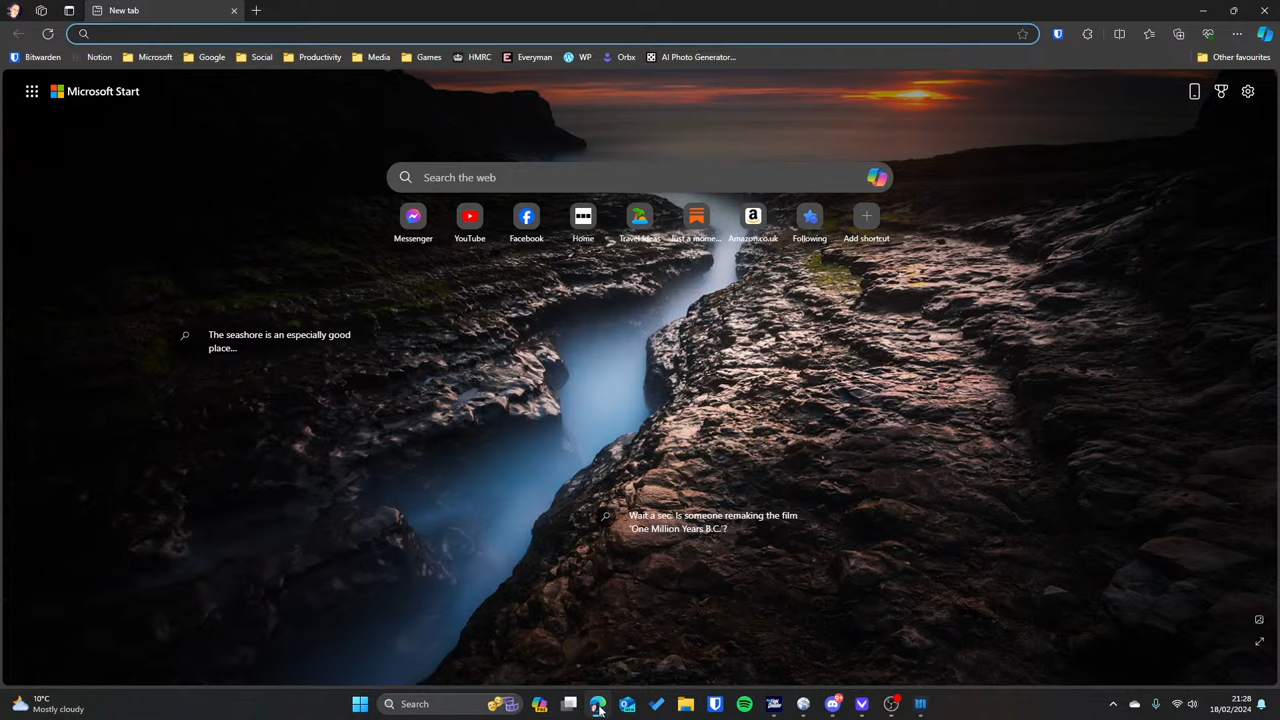 New tab
Bitwarden
Notion
Microsoft
Google
Social
Productivity
Media
Games
HMRC
Everyman
WP
Orbx
AI Photo Generator...
Other favourites
Microsoft Start
Search the web
Messenger
YouTube
Facebook
Home
Travel Ideas
Just a mome...
Amazon.co.uk
Following
Add shortcut
The seashore is an especially good
place...
Wait a sec. Is someone remaking the film
'One Million Years B.C.'?
10°C
Mostly cloudy
Search
PRE
21:28
18/02/2024